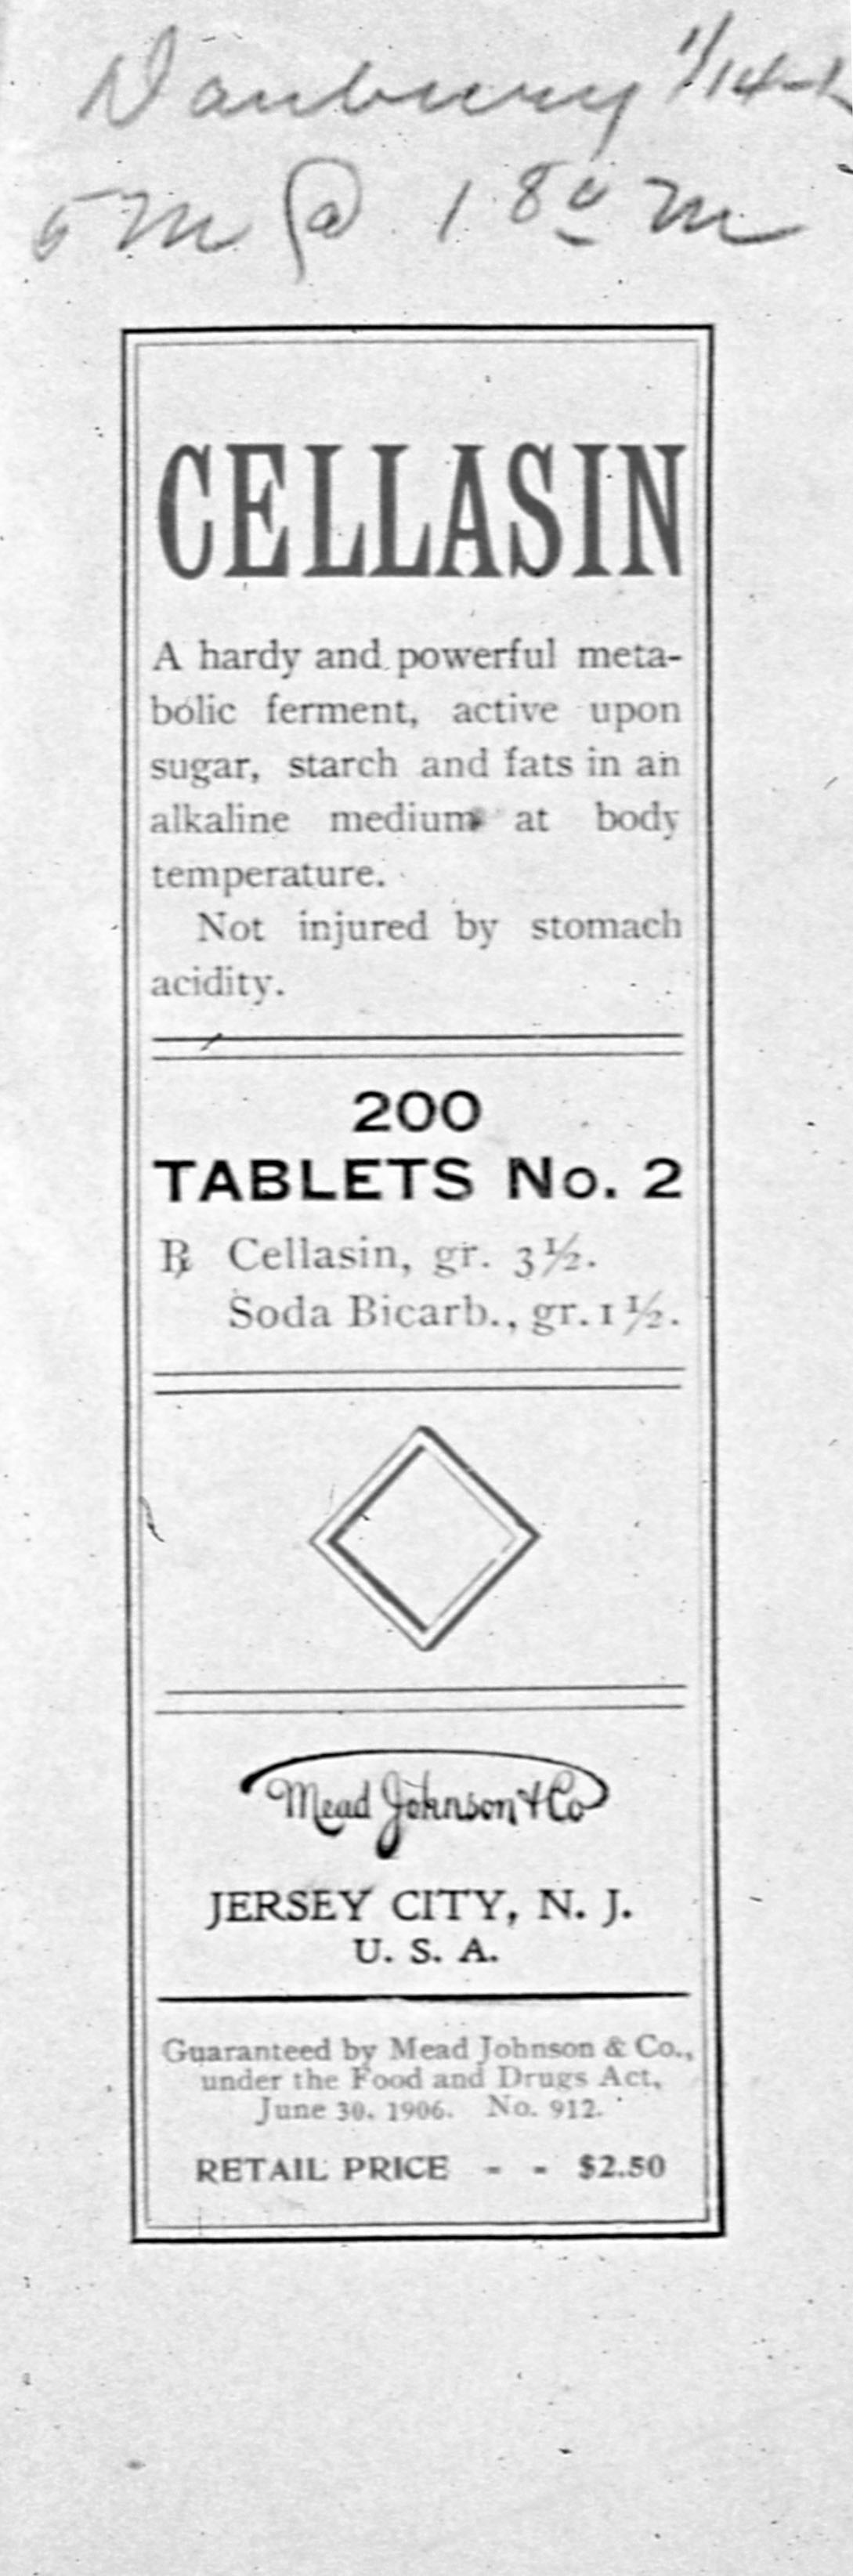 Danbury
5 M @ 1 80 M
CELLASIN
A hardy and powerful meta-
bolic ferment, active upon
sugar, starch and fats in an
alkaline medium at body
temperature.
Not injured by stomach
acidity.
200
TABLETS No. 2
℞ Cellasin, gr. 3½.
Soda Bicarb., gr. 1½.
Mead Johnson & Co
JERSEY CITY, N. J.
U. S. A.
Guaranteed by Mead Johnson & Co.,
under the Food and Drugs Act,
June 30, 1906. No. 912.
RETAIL PRICE - - $2.50